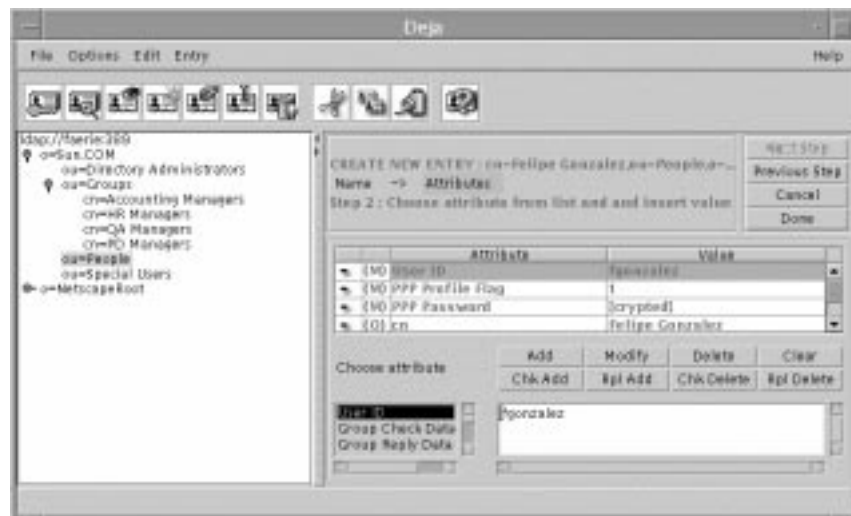 Deja
File Options Edit Entry Help
ldap://faerie:389
o=Sun.COM
ou=Directory Administrators
ou=Groups
cn=Accounting Managers
cn=HR Managers
cn=QA Managers
cn=PD Managers
ou=People
ou=Special Users
o=NetscapeRoot
CREATE NEW ENTRY : cn=Felipe Gonzalez,ou=People,o=...
Name -> Attributes
Step 2 : Choose attribute from list and and insert value
Next Step
Previous Step
Cancel
Done
Attribute Value
(M) User ID fgonzalez
(M) PPP Profile Flag 1
(M) PPP Password [crypted]
(O) cn Felipe Gonzalez
Choose attribute
Add Modify Delete Clear
Chk Add Rpl Add Chk Delete Rpl Delete
User ID
Group Check Data
Group Reply Data
fgonzalez